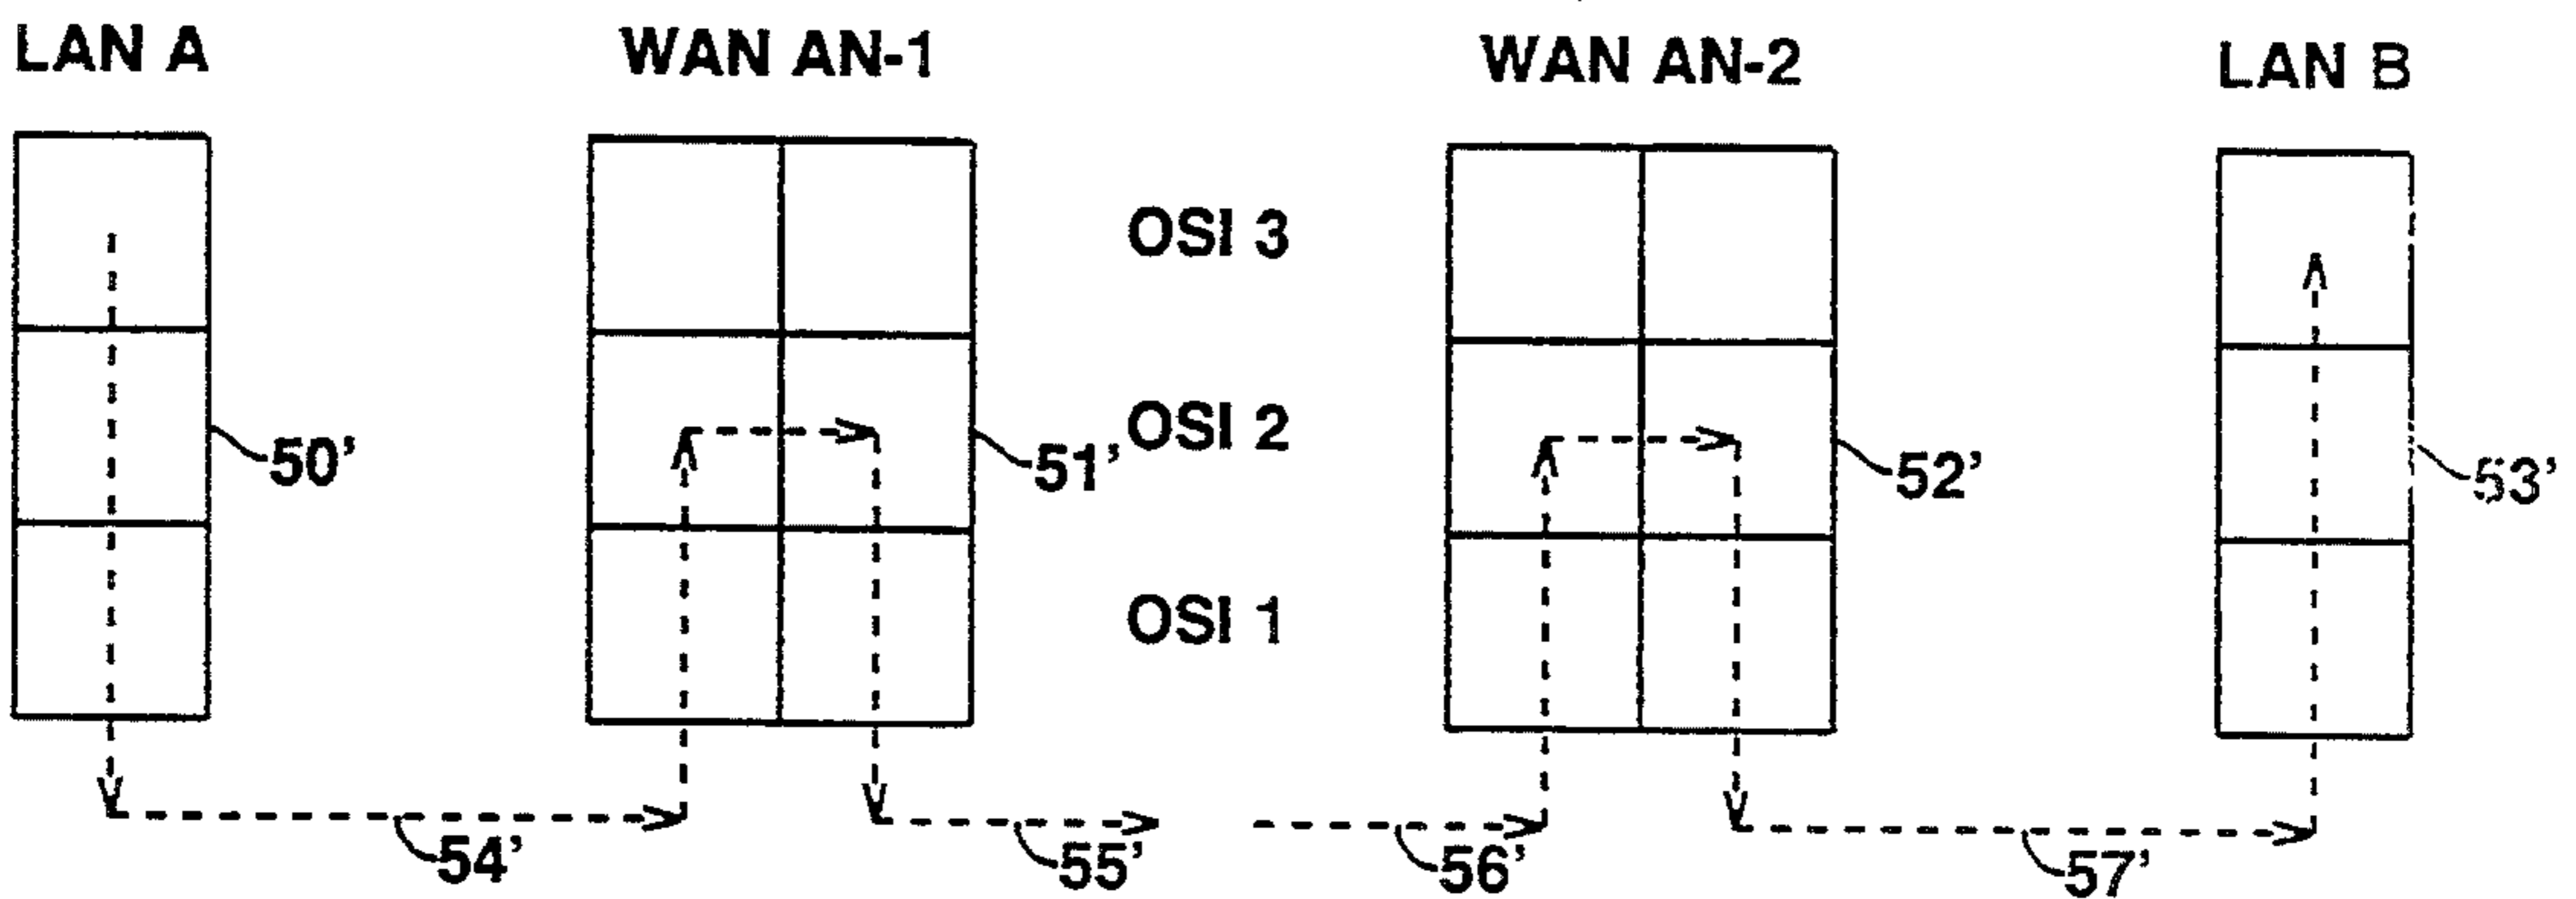 LAN A
WAN AN-1
WAN AN-2
LAN B
OSI 3
OSI 2
OSI 1
50'
51'
52'
53'
54'
55'
56'
57'